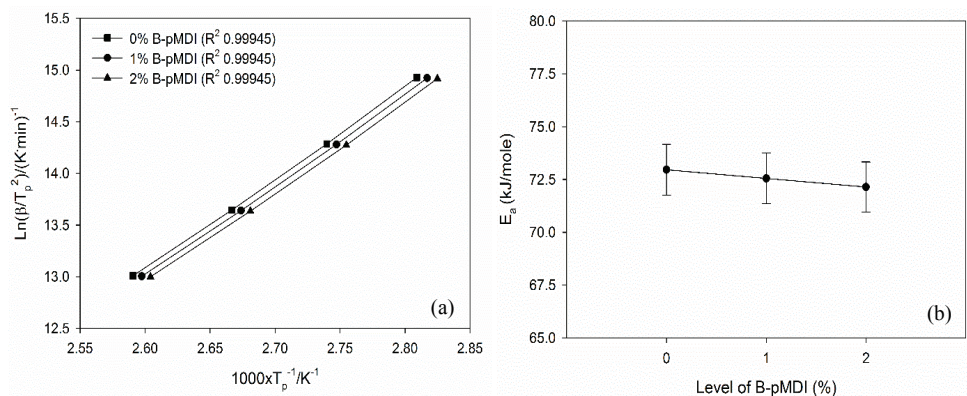 15.5
15.0
14.5
14.0
13.5
13.0
12.5
Ln(β/Tp²)/(K·min)⁻¹
0% B-pMDI (R² 0.99945)
1% B-pMDI (R² 0.99945)
2% B-pMDI (R² 0.99945)
(a)
2.55 2.60 2.65 2.70 2.75 2.80 2.85
1000xTp⁻¹/K⁻¹
80.0
77.5
75.0
72.5
70.0
67.5
65.0
Ea (kJ/mole)
(b)
0 1 2
Level of B-pMDI (%)